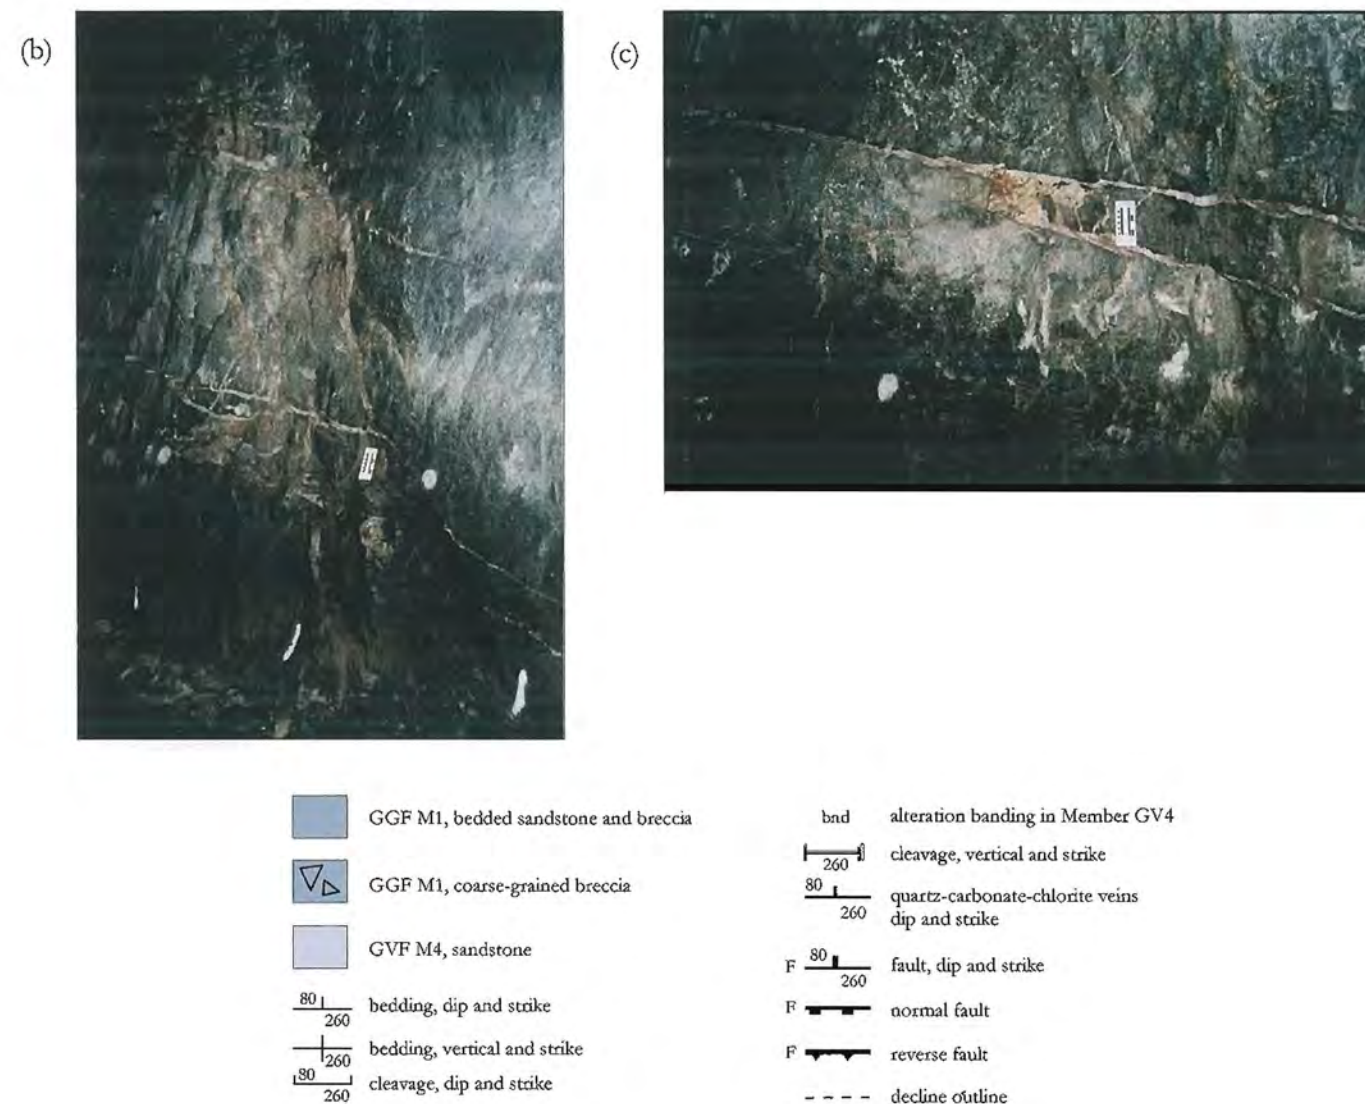 (b)
(c)
GGF M1, bedded sandstone and breccia
GGF M1, coarse-grained breccia
GVF M4, sandstone
80
260
bedding, dip and strike
260
bedding, vertical and strike
80
260
cleavage, dip and strike
bnd
alteration banding in Member GV4
260
cleavage, vertical and strike
80
260
quartz-carbonate-chlorite veins
dip and strike
F
80
260
fault, dip and strike
F
normal fault
F
reverse fault
decline outline